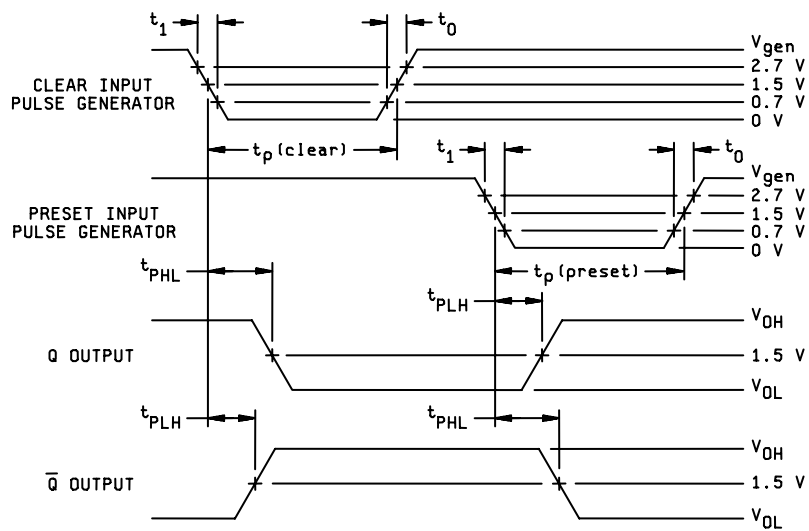 t1
t0
Vgen
2.7 V
CLEAR INPUT
PULSE GENERATOR
1.5 V
0.7 V
0 V
tp(clear)
t1
t0
Vgen
2.7 V
PRESET INPUT
PULSE GENERATOR
1.5 V
0.7 V
0 V
tPHL
tp(preset)
tPLH
VOH
Q OUTPUT
1.5 V
VOL
tPLH
tPHL
VOH
Q̅ OUTPUT
1.5 V
VOL